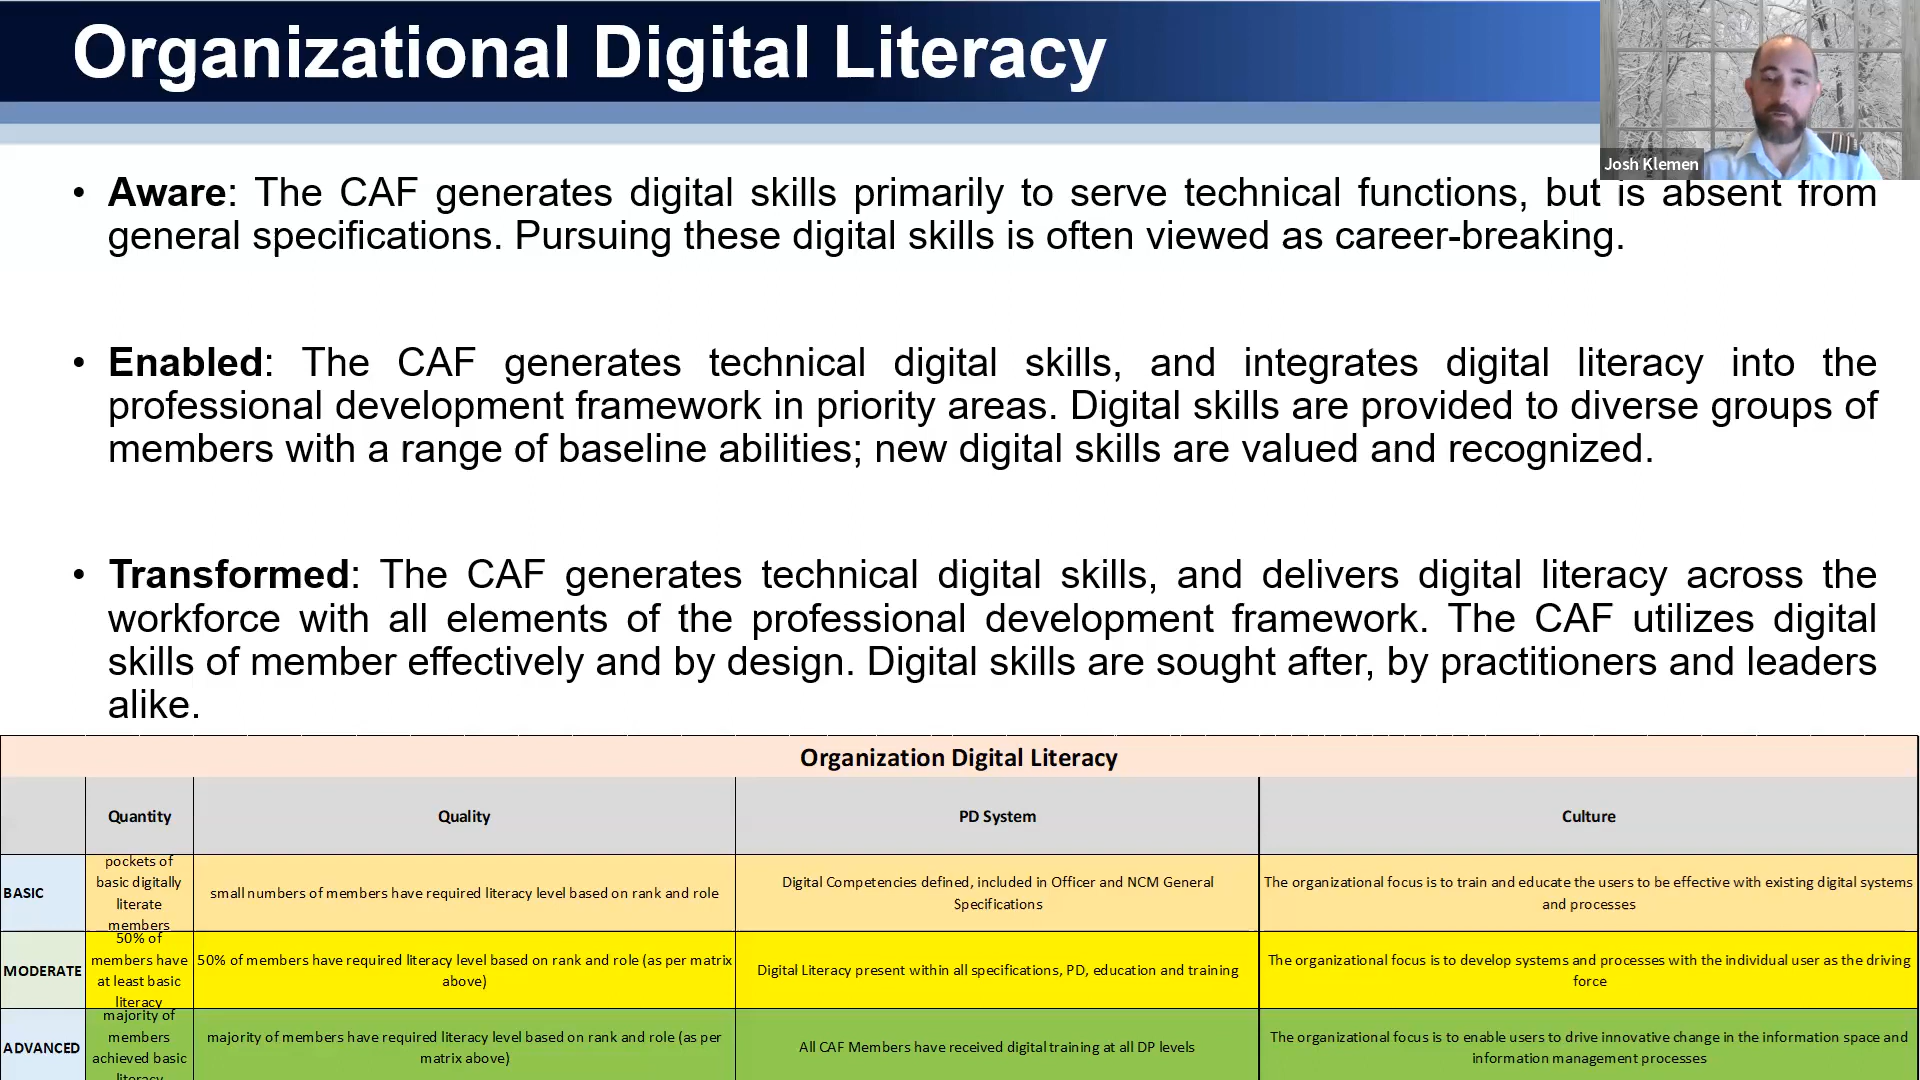 Organizational Digital Literacy
Josh Klemen
• Aware: The CAF generates digital skills primarily to serve technical functions, but is absent from
general specifications. Pursuing these digital skills is often viewed as career-breaking.
• Enabled: The CAF generates technical digital skills, and integrates digital literacy into the
professional development framework in priority areas. Digital skills are provided to diverse groups of
members with a range of baseline abilities; new digital skills are valued and recognized.
• Transformed: The CAF generates technical digital skills, and delivers digital literacy across the
workforce with all elements of the professional development framework. The CAF utilizes digital
skills of member effectively and by design. Digital skills are sought after, by practitioners and leaders
alike.
Organization Digital Literacy
Quantity
Quality
PD System
Culture
BASIC
pockets of
basic digitally
literate
members
small numbers of members have required literacy level based on rank and role
Digital Competencies defined, included in Officer and NCM General
Specifications
The organizational focus is to train and educate the users to be effective with existing digital systems
and processes
MODERATE
50% of
members have
at least basic
literacy
50% of members have required literacy level based on rank and role (as per matrix
above)
Digital Literacy present within all specifications, PD, education and training
The organizational focus is to develop systems and processes with the individual user as the driving
force
ADVANCED
majority of
members
achieved basic
literacy
majority of members have required literacy level based on rank and role (as per
matrix above)
All CAF Members have received digital training at all DP levels
The organizational focus is to enable users to drive innovative change in the information space and
information management processes